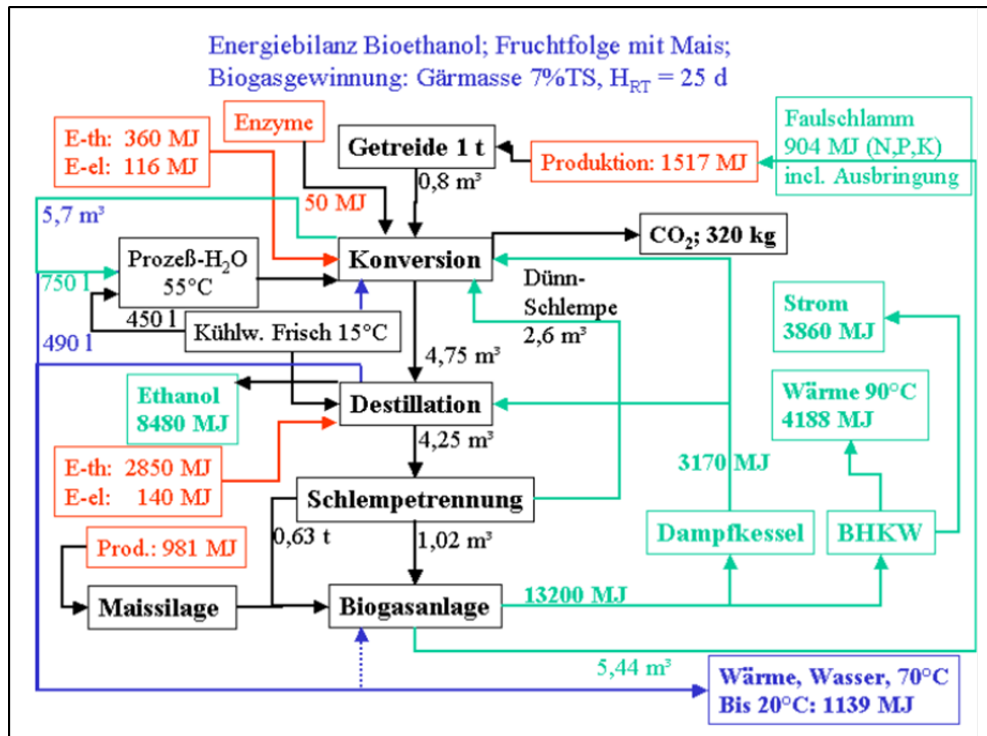 Energiebilanz Bioethanol; Fruchtfolge mit Mais;
Biogasgewinnung: Gärmasse 7%TS, H_RT = 25 d
E-th: 360 MJ
E-el: 116 MJ
Enzyme
50 MJ
Getreide 1 t
0,8 m³
Produktion: 1517 MJ
Faulschlamm
904 MJ (N,P,K)
incl. Ausbringung
5,7 m³
Prozeß-H₂O
55°C
Konversion
CO₂; 320 kg
750 l
450 l
Kühlw. Frisch 15°C
490 l
Dünn-
Schlempe
2,6 m³
Strom
3860 MJ
4,75 m³
Ethanol
8480 MJ
Destillation
Wärme 90°C
4188 MJ
4,25 m³
3170 MJ
E-th: 2850 MJ
E-el: 140 MJ
Schlempetrennung
0,63 t
1,02 m³
Dampfkessel
BHKW
Prod.: 981 MJ
Maissilage
Biogasanlage
13200 MJ
5,44 m³
Wärme, Wasser, 70°C
Bis 20°C: 1139 MJ